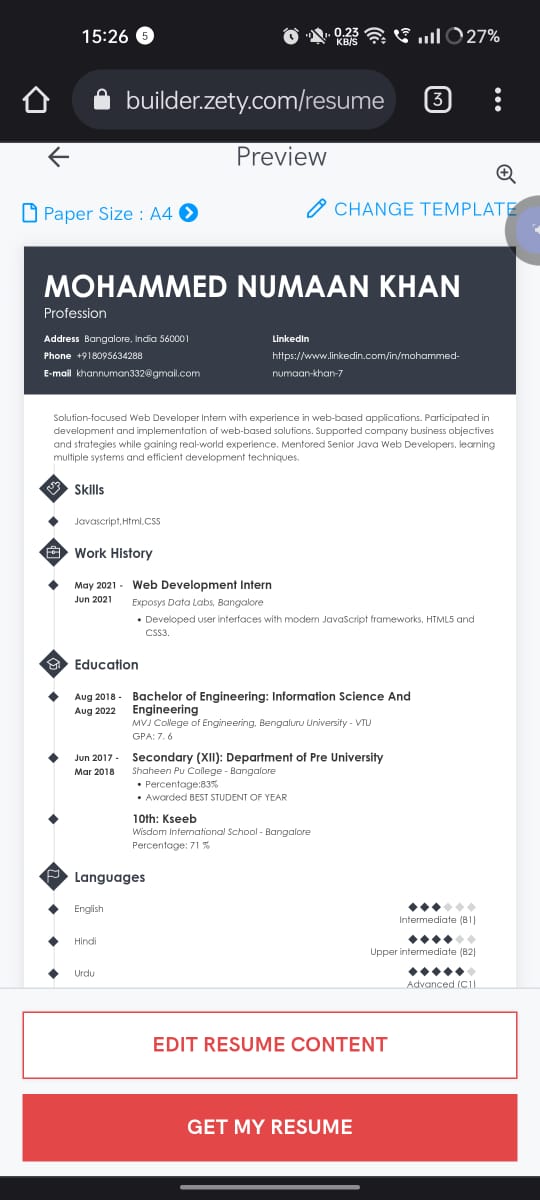 15:26 5 0.23 KB/S 27%
builder.zety.com/resume 3
Preview
Paper Size : A4 CHANGE TEMPLATE
MOHAMMED NUMAAN KHAN
Profession
Address Bangalore, India 560001 LinkedIn
Phone +918095634288 https://www.linkedin.com/in/mohammed-
E-mail khannuman332@gmail.com numaan-khan-7
Solution-focused Web Developer Intern with experience in web-based applications. Participated in
development and implementation of web-based solutions. Supported company business objectives
and strategies while gaining real-world experience. Mentored Senior Java Web Developers, learning
multiple systems and efficient development techniques.
Skills
Javascript,Html,CSS
Work History
May 2021 - Web Development Intern
Jun 2021 Exposys Data Labs, Bangalore
• Developed user interfaces with modern JavaScript frameworks, HTML5 and
CSS3.
Education
Aug 2018 - Bachelor of Engineering: Information Science And
Aug 2022 Engineering
MVJ College of Engineering, Bengaluru University - VTU
GPA: 7. 6
Jun 2017 - Secondary (XII): Department of Pre University
Mar 2018 Shaheen Pu College - Bangalore
• Percentage:83%
• Awarded BEST STUDENT OF YEAR
10th: Kseeb
Wisdom International School - Bangalore
Percentage: 71 %
Languages
English
Intermediate (B1)
Hindi
Upper intermediate (B2)
Urdu
Advanced (C1)
EDIT RESUME CONTENT
GET MY RESUME